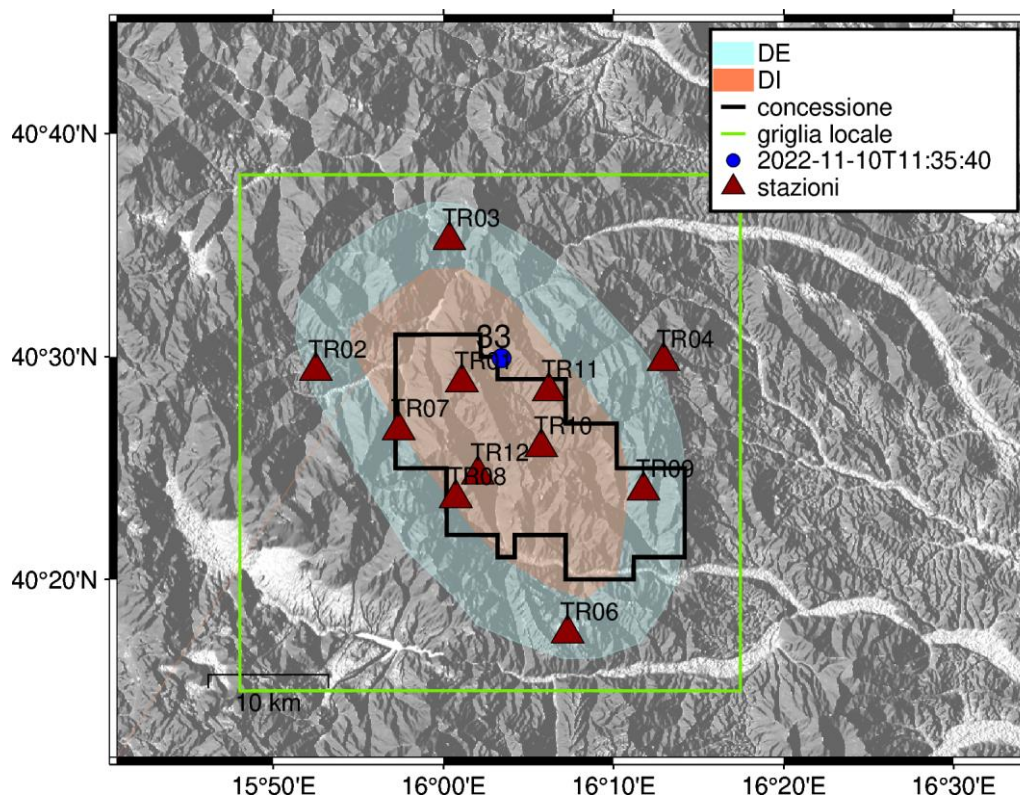 DE
DI
concessione
griglia locale
2022-11-10T11:35:40
stazioni
40°40'N
40°30'N
40°20'N
TR03
TR02
TR04
33
TR01
TR11
TR07
TR10
TR12
TR08
TR09
TR06
10 km
15°50'E
16°00'E
16°10'E
16°20'E
16°30'E